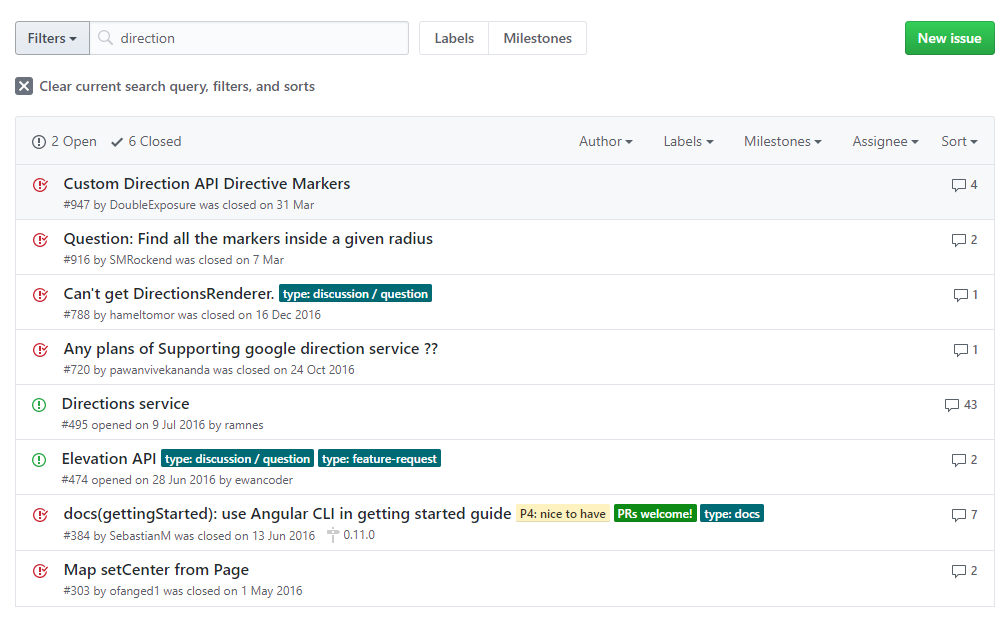 Filters direction Labels Milestones New issue
Clear current search query, filters, and sorts
2 Open 6 Closed Author Labels Milestones Assignee Sort
Custom Direction API Directive Markers 4
#947 by DoubleExposure was closed on 31 Mar
Question: Find all the markers inside a given radius 2
#916 by SMRockend was closed on 7 Mar
Can't get DirectionsRenderer. type: discussion / question 1
#788 by hameltomor was closed on 16 Dec 2016
Any plans of Supporting google direction service ?? 1
#720 by pawanvivekananda was closed on 24 Oct 2016
Directions service 43
#495 opened on 9 Jul 2016 by ramnes
Elevation API type: discussion / question type: feature-request 2
#474 opened on 28 Jun 2016 by ewancoder
docs(gettingStarted): use Angular CLI in getting started guide P4: nice to have PRs welcome! type: docs 7
#384 by SebastianM was closed on 13 Jun 2016 0.11.0
Map setCenter from Page 2
#303 by ofanged1 was closed on 1 May 2016